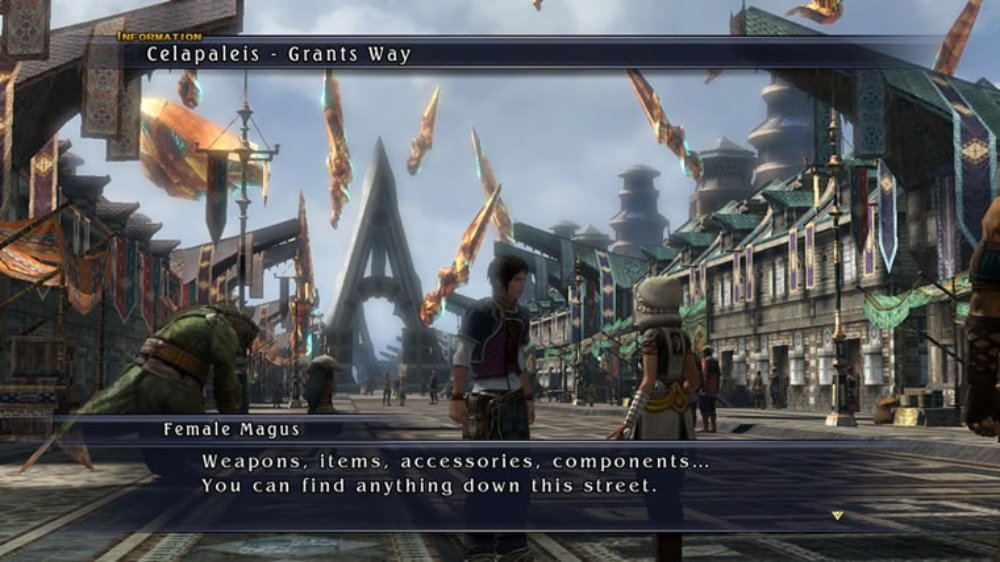 Information
Celapaleis - Grants Way
Female Magus
Weapons, items, accessories, components...
You can find anything down this street.